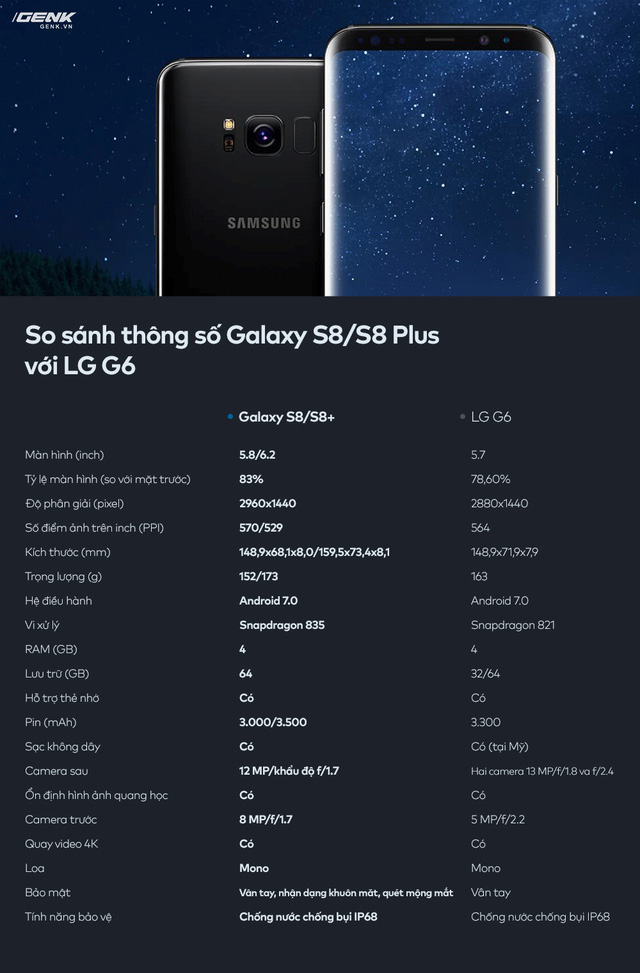 /GENK
GENK.VN
SAMSUNG
So sánh thông số Galaxy S8/S8 Plus
với LG G6
Galaxy S8/S8+ LG G6
Màn hình (inch) 5.8/6.2 5.7
Tỷ lệ màn hình (so với mặt trước) 83% 78,60%
Độ phân giải (pixel) 2960x1440 2880x1440
Số điểm ảnh trên inch (PPI) 570/529 564
Kích thước (mm) 148,9x68,1x8,0/159,5x73,4x8,1 148,9x71,9x7,9
Trọng lượng (g) 152/173 163
Hệ điều hành Android 7.0 Android 7.0
Vi xử lý Snapdragon 835 Snapdragon 821
RAM (GB) 4 4
Lưu trữ (GB) 64 32/64
Hỗ trợ thẻ nhớ Có Có
Pin (mAh) 3.000/3.500 3.300
Sạc không dây Có Có (tại Mỹ)
Camera sau 12 MP/khẩu độ f/1.7 Hai camera 13 MP/f/1.8 va f/2.4
Ổn định hình ảnh quang học Có Có
Camera trước 8 MP/f/1.7 5 MP/f/2.2
Quay video 4K Có Có
Loa Mono Mono
Bảo mật Vân tay, nhận dạng khuôn măt, quét mộng mắt Vân tay
Tính năng bảo vệ Chống nước chống bụi IP68 Chống nước chống bụi IP68